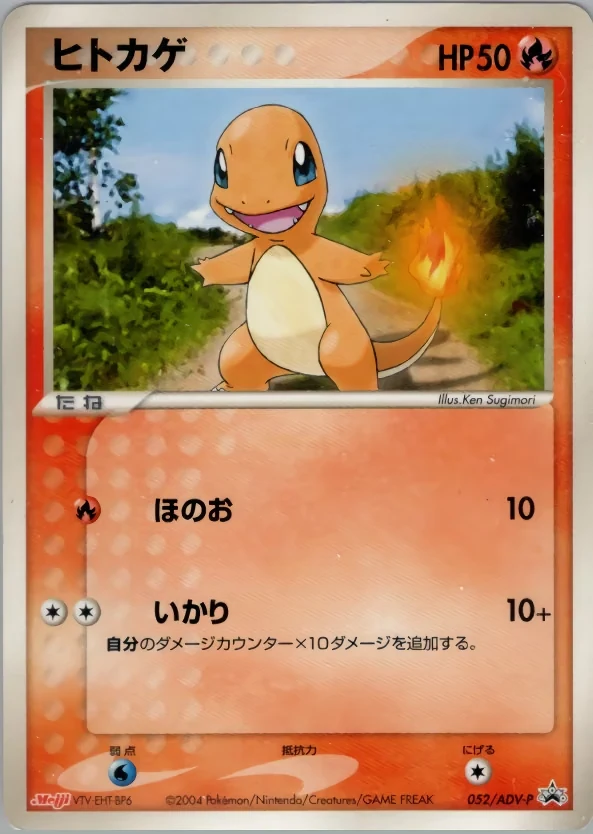 ヒトカゲ HP50
たね Illus.Ken Sugimori
ほのお 10
いかり 10+
自分のダメージカウンター×10ダメージを追加する。
弱点 抵抗力 にげる
Meiji VTV-EHT-BP6 ©2004 Pokémon/Nintendo/Creatures/GAME FREAK 052/ADV-P